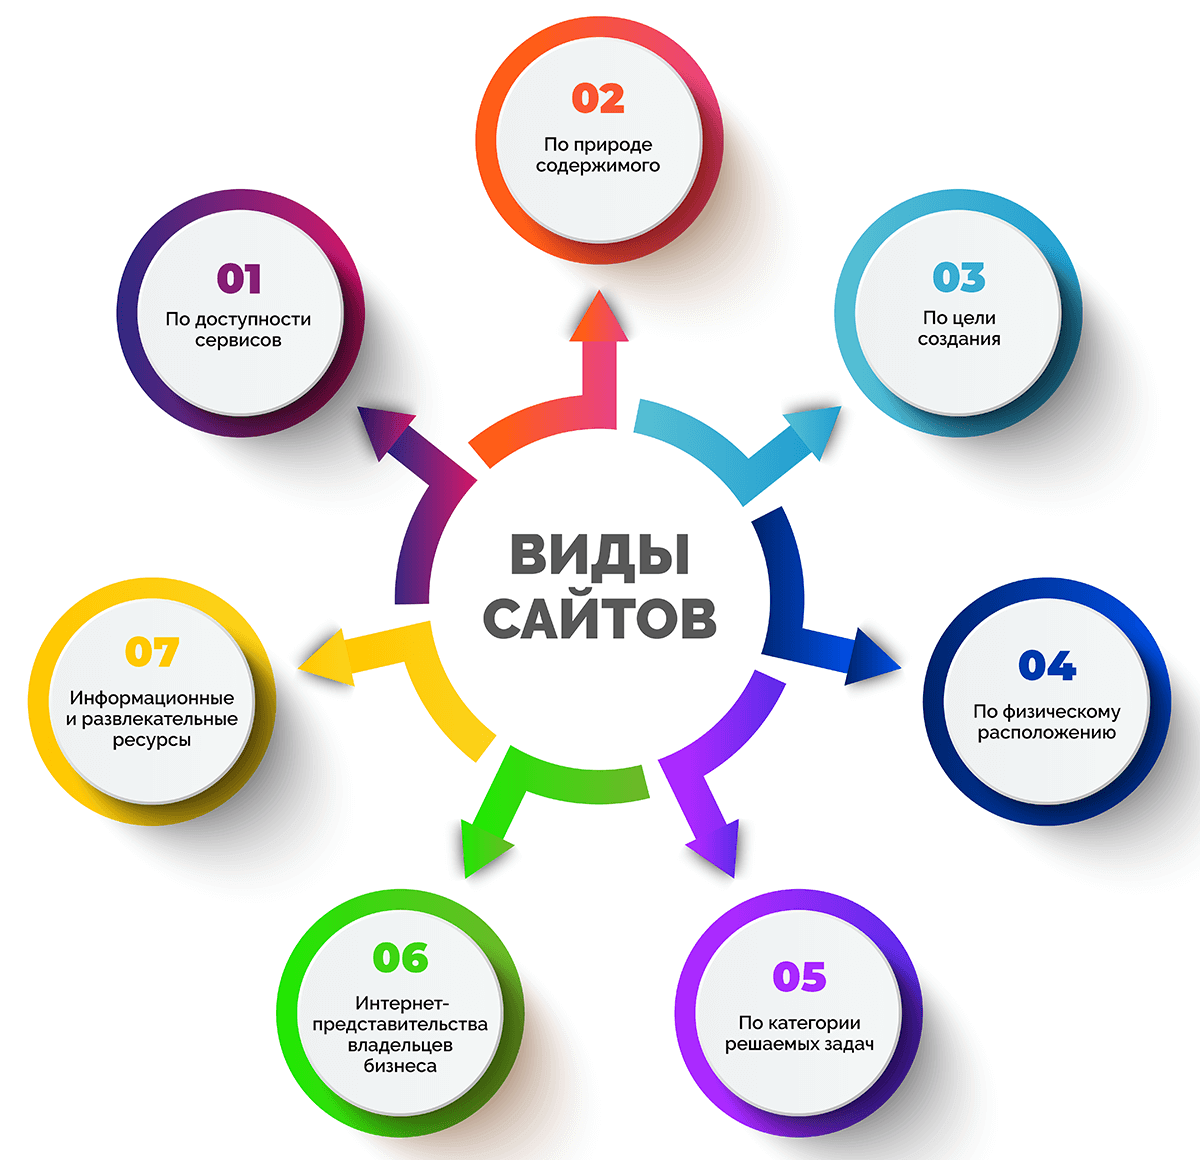 ВИДЫ
САЙТОВ
01
По доступности
сервисов
02
По природе
содержимого
03
По цели
создания
04
По физическому
расположению
05
По категории
решаемых задач
06
Интернет-
представительства
владельцев
бизнеса
07
Информационные
и развлекательные
ресурсы